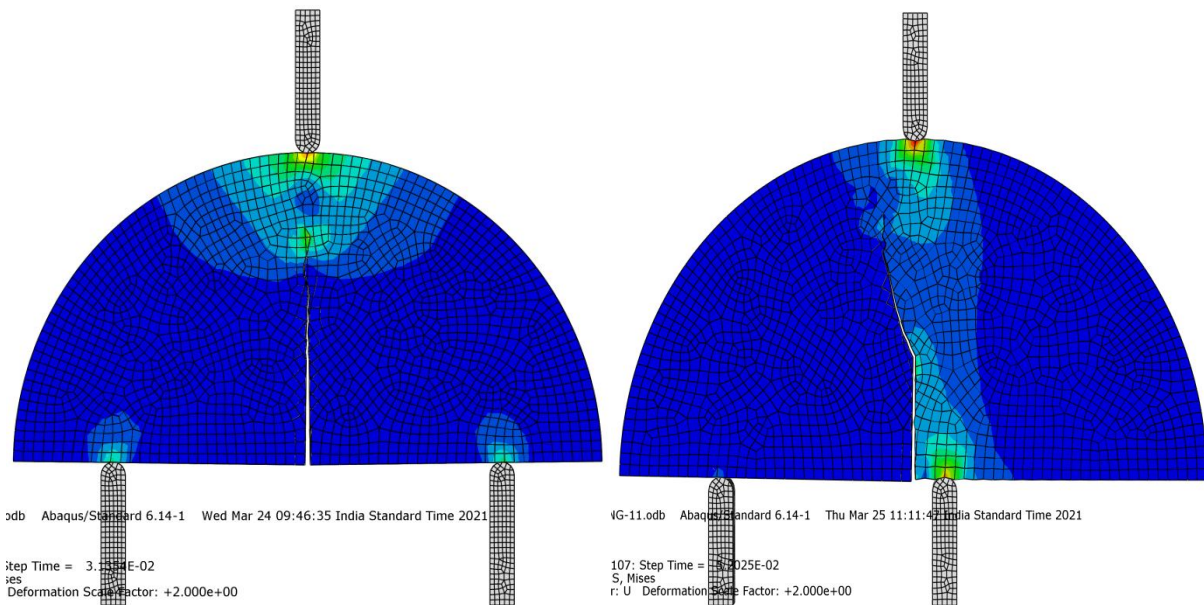 .odb Abaqus/Standard 6.14-1 Wed Mar 24 09:46:35 India Standard Time 2021
Step Time =
Deformation Scale Factor: +2.000e+00
NG-11.odb Abaqus/Standard 6.14-1 Thu Mar 25 11:11:47 India Standard Time 2021
107: Step Time =
S, Mises
r: U Deformation Scale Factor: +2.000e+00